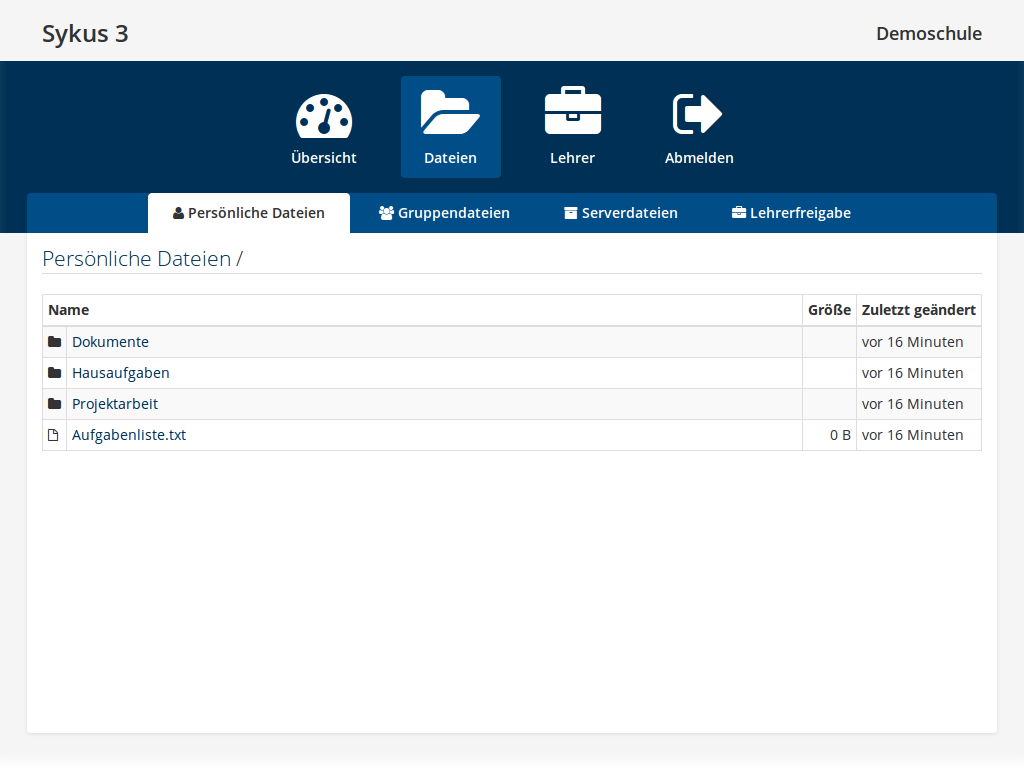 Sykus 3 Demoschule
Übersicht Dateien Lehrer Abmelden
Persönliche Dateien Gruppendateien Serverdateien Lehrerfreigabe
Persönliche Dateien /
Name Größe Zuletzt geändert
Dokumente vor 16 Minuten
Hausaufgaben vor 16 Minuten
Projektarbeit vor 16 Minuten
Aufgabenliste.txt 0 B vor 16 Minuten